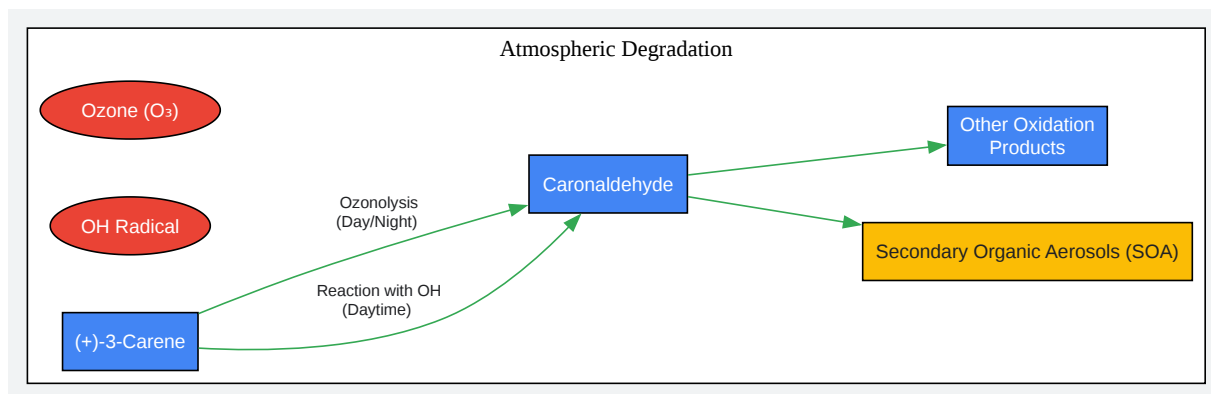 Atmospheric Degradation
Ozone (O₃)
OH Radical
(+)-3-Carene
Ozonolysis
(Day/Night)
Reaction with OH
(Daytime)
Caronaldehyde
Other Oxidation
Products
Secondary Organic Aerosols (SOA)